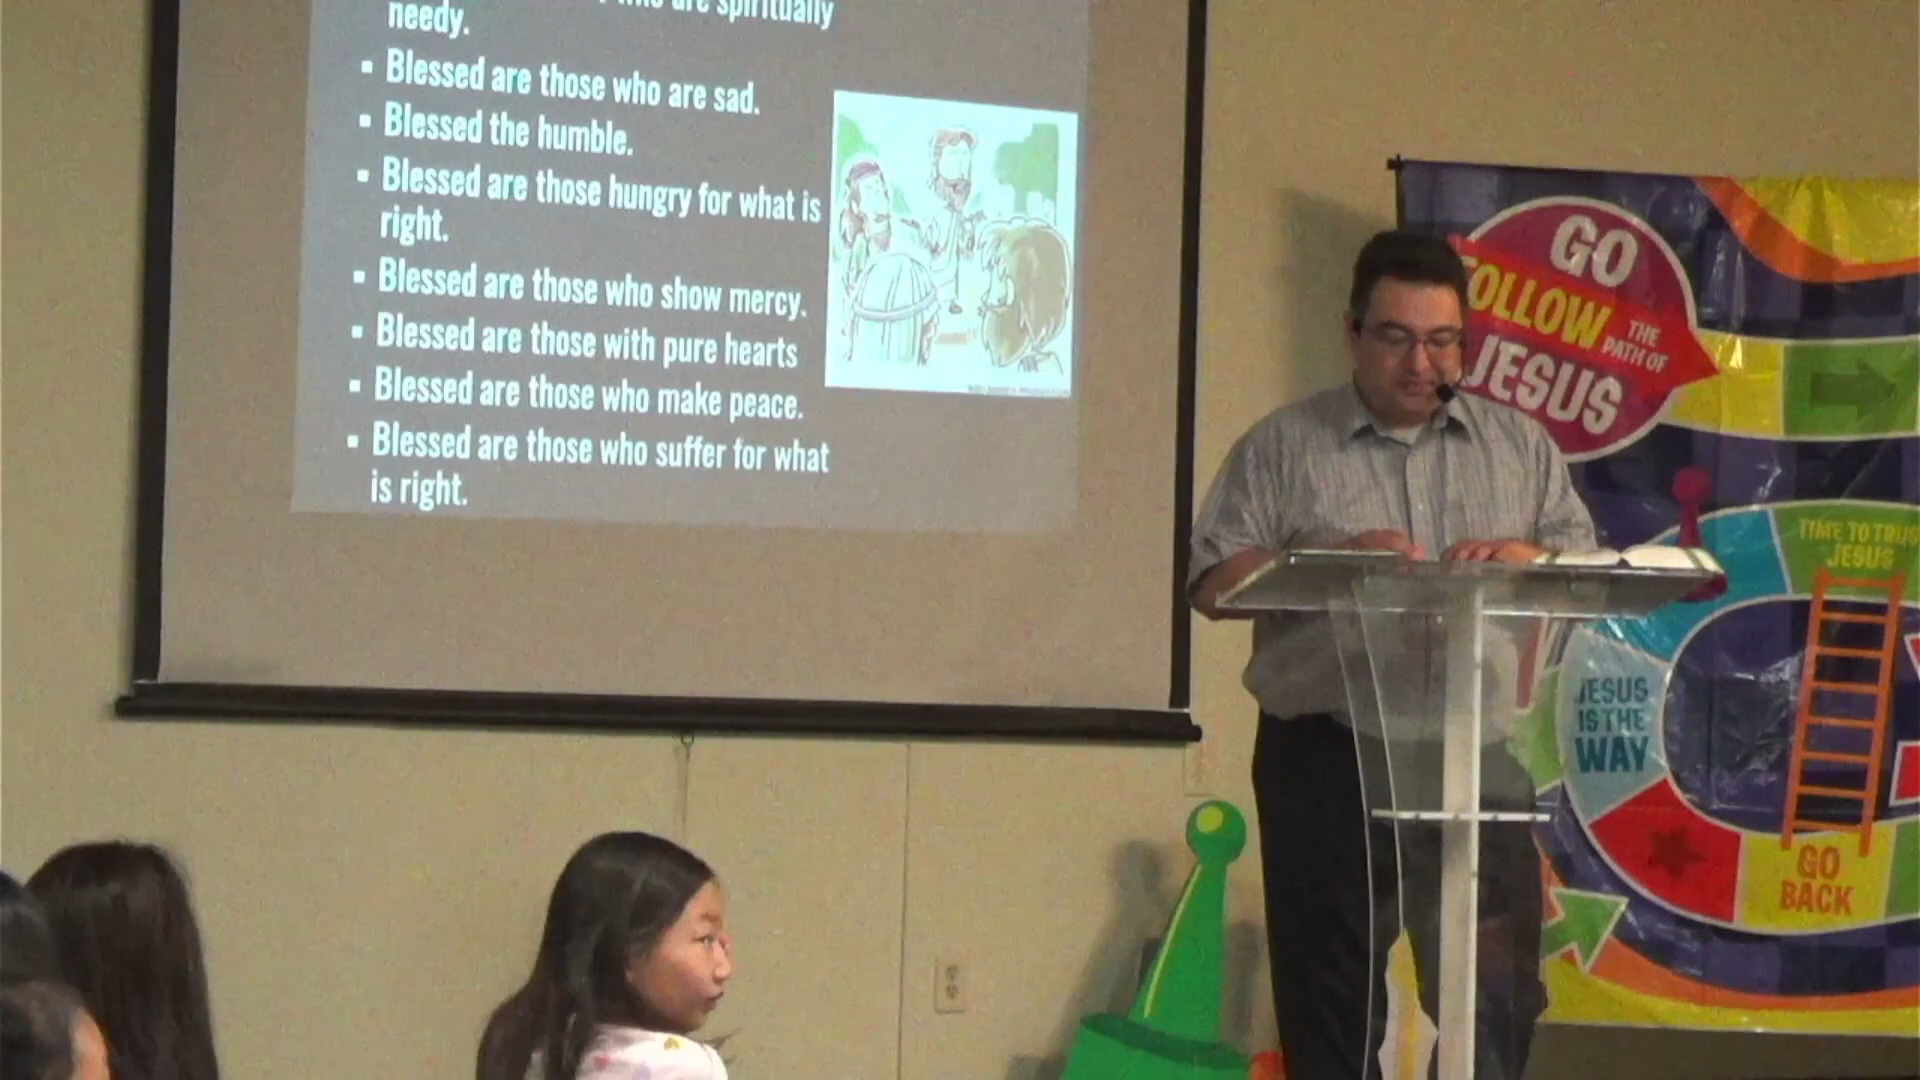 are spiritually
needy.
▪ Blessed are those who are sad.
▪ Blessed the humble.
▪ Blessed are those hungry for what is
right.
▪ Blessed are those who show mercy.
▪ Blessed are those with pure hearts
▪ Blessed are those who make peace.
▪ Blessed are those who suffer for what
is right.
GO
FOLLOW THE
PATH OF
JESUS
TIME TO TRUS
JESUS
JESUS
IS THE
WAY
GO
BACK